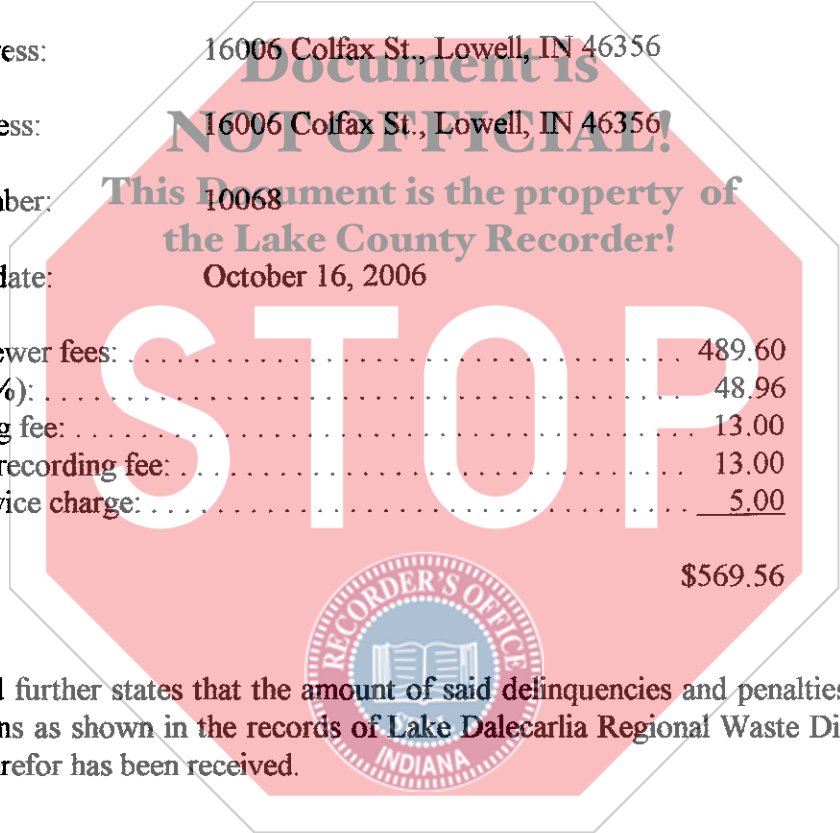 ress: 16006 Colfax St., Lowell, IN 46356
Document is
ess: 16006 Colfax St., Lowell, IN 46356
NOT OFFICIAL!
This Document is the property of
ber: 10068
the Lake County Recorder!
date: October 16, 2006
STOP
ewer fees: 489.60
%): 48.96
g fee: 13.00
recording fee: 13.00
vice charge: 5.00
$569.56
RECORDER'S OFFICE
d further states that the amount of said delinquencies and penalties
ns as shown in the records of Lake Dalecarlia Regional Waste Di
INDIANA
refor has been received.